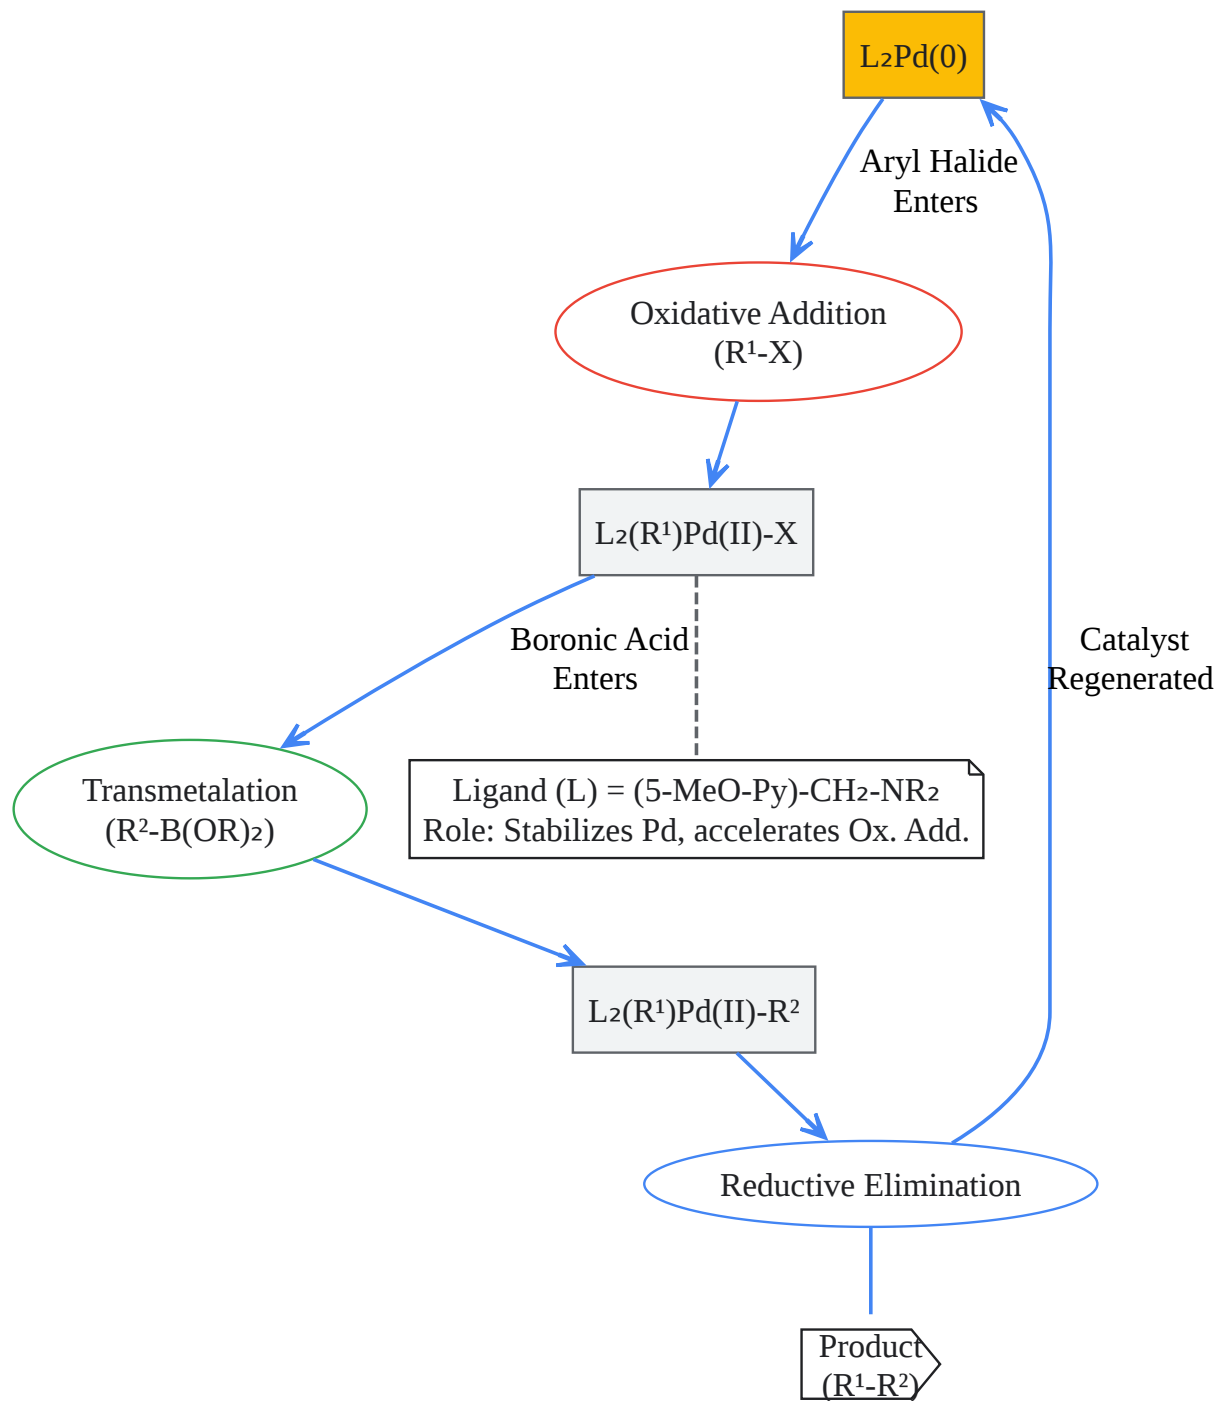 L₂Pd(0)
Aryl Halide
Enters
Oxidative Addition
(R¹-X)
L₂(R¹)Pd(II)-X
Boronic Acid
Enters
Catalyst
Regenerated
Transmetalation
(R²-B(OR)₂)
Ligand (L) = (5-MeO-Py)-CH₂-NR₂
Role: Stabilizes Pd, accelerates Ox. Add.
L₂(R¹)Pd(II)-R²
Reductive Elimination
Product
(R¹-R²)